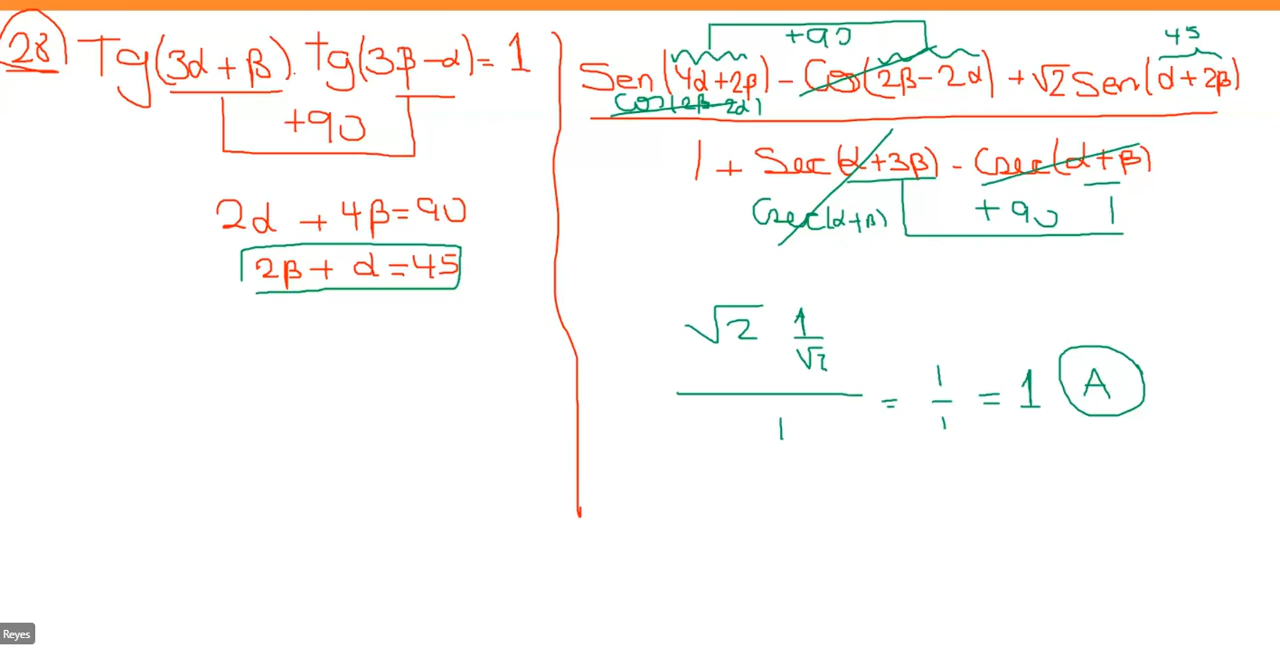 28) Tg(3α + β). tg(3β-α) = 1
+90
2α + 4β = 90
2β + α = 45
+90
45
Sen(4α+2β) - Cos(2β-2α) + √2 Sen(α+2β)
Cos(2β-2α)
1 + Sec(α+3β) - Csec(α+β)
Csec(α+β)
+90
1
√2 1/√2
1
= 1/1 = 1 A
Reyes